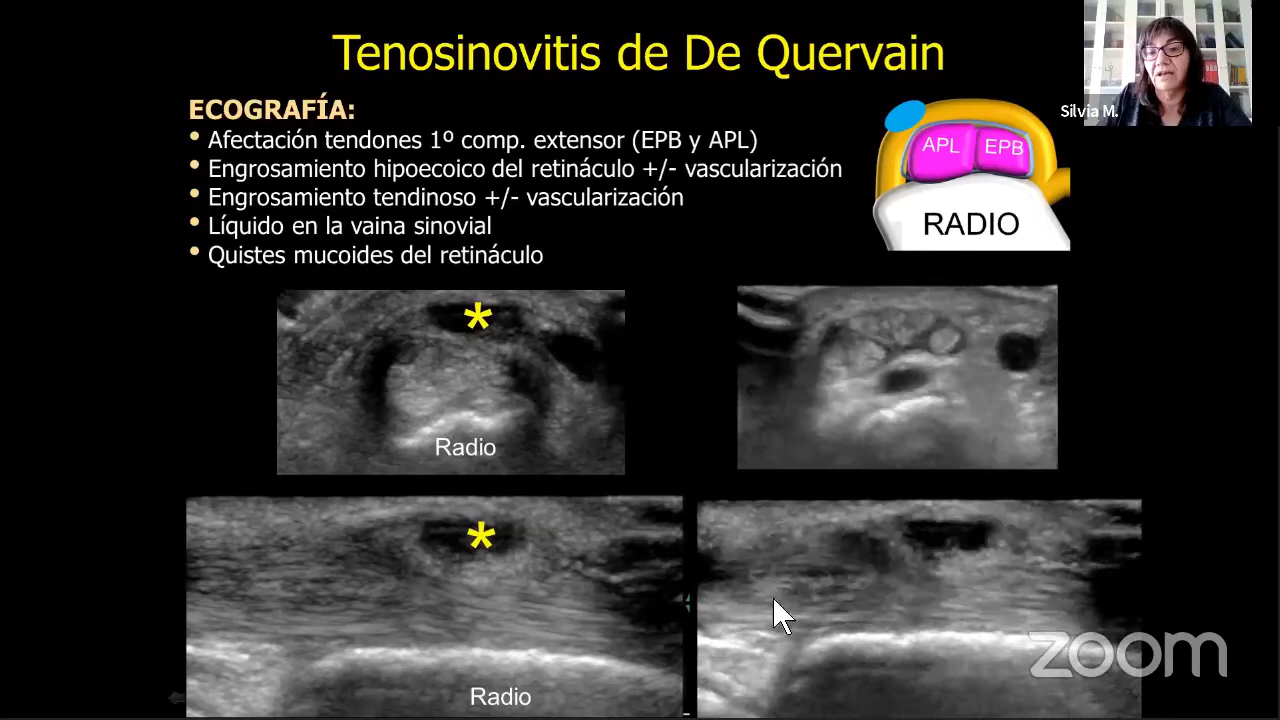 Tenosinovitis de De Quervain
Silvia M.
ECOGRAFÍA:
• Afectación tendones 1º comp. extensor (EPB y APL)
• Engrosamiento hipoecoico del retináculo +/- vascularización
• Engrosamiento tendinoso +/- vascularización
• Líquido en la vaina sinovial
• Quistes mucoides del retináculo
APL EPB
RADIO
*
Radio
*
Radio
zoom